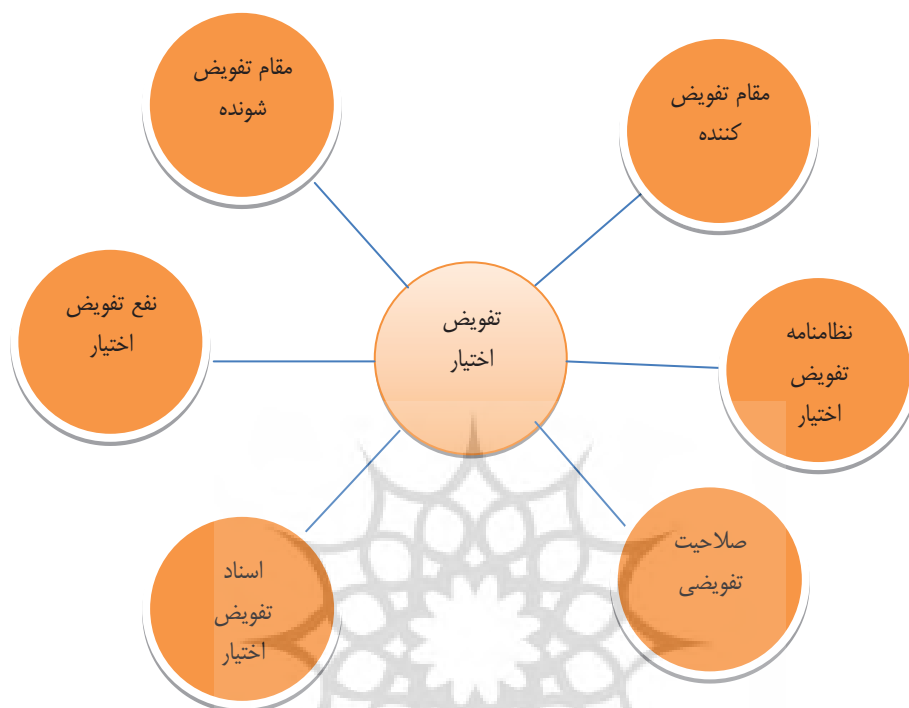 مقام تفویض
کننده
مقام تفویض
شونده
تفویض
اختیار
نظامنامه
تفویض
اختیار
نفع تفویض
اختیار
صلاحیت
تفویضی
اسناد
تفویض
اختیار